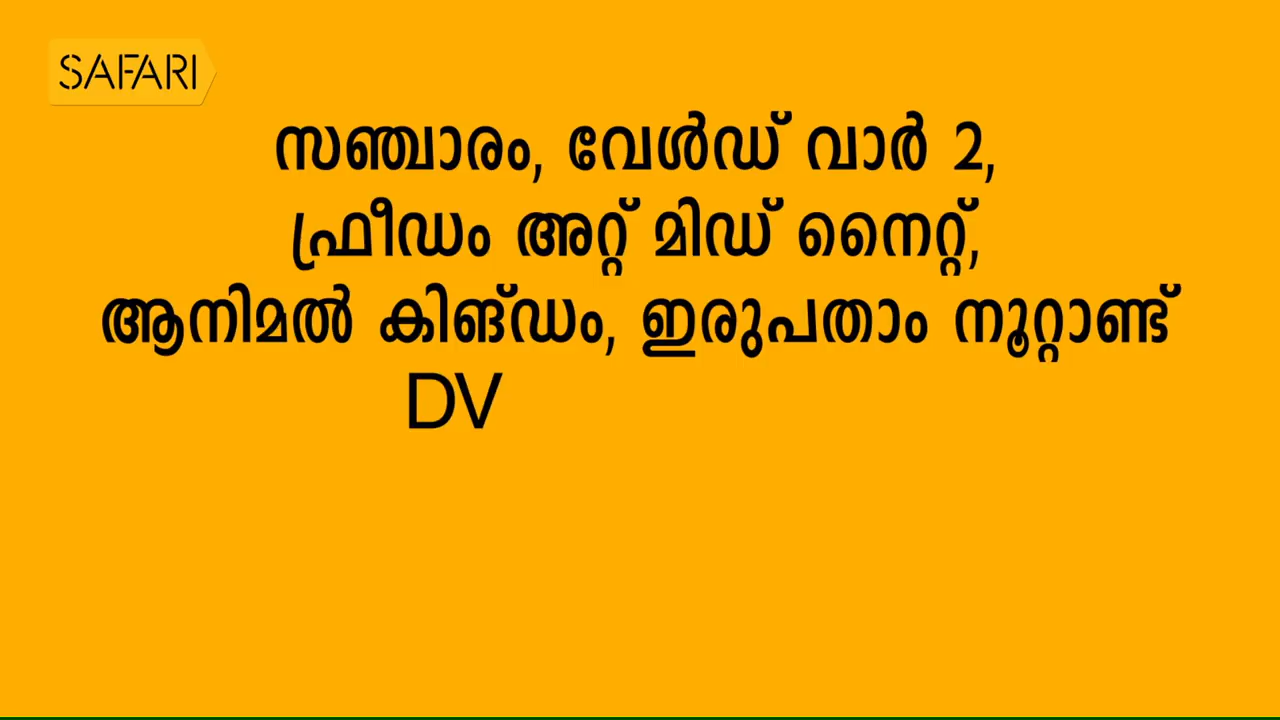 SAFARI
സഞ്ചാരം, വേൾഡ് വാർ 2,
ഫ്രീഡം അറ്റ് മിഡ് നൈറ്റ്,
ആനിമൽ കിങ്ഡം, ഇരുപതാം നൂറ്റാണ്ട്
DV